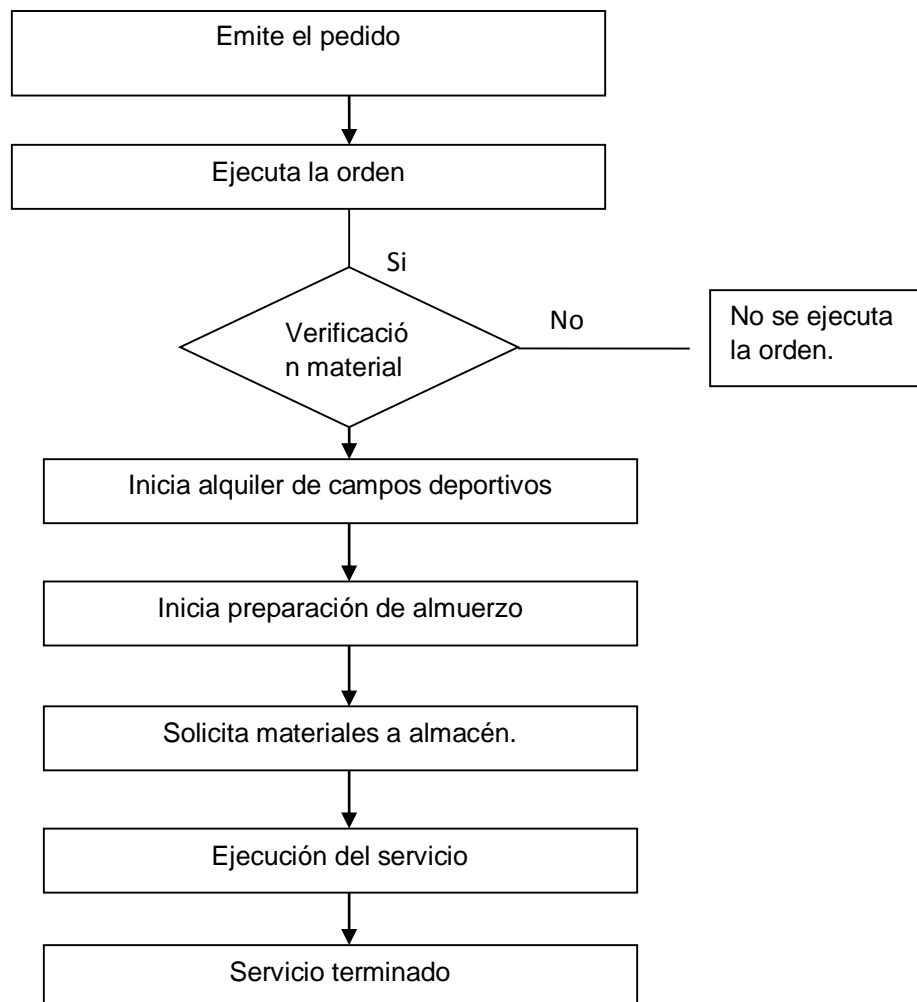 Emite el pedido
Ejecuta la orden
Si
Verificació
n material
No
No se ejecuta
la orden.
Inicia alquiler de campos deportivos
Inicia preparación de almuerzo
Solicita materiales a almacén.
Ejecución del servicio
Servicio terminado